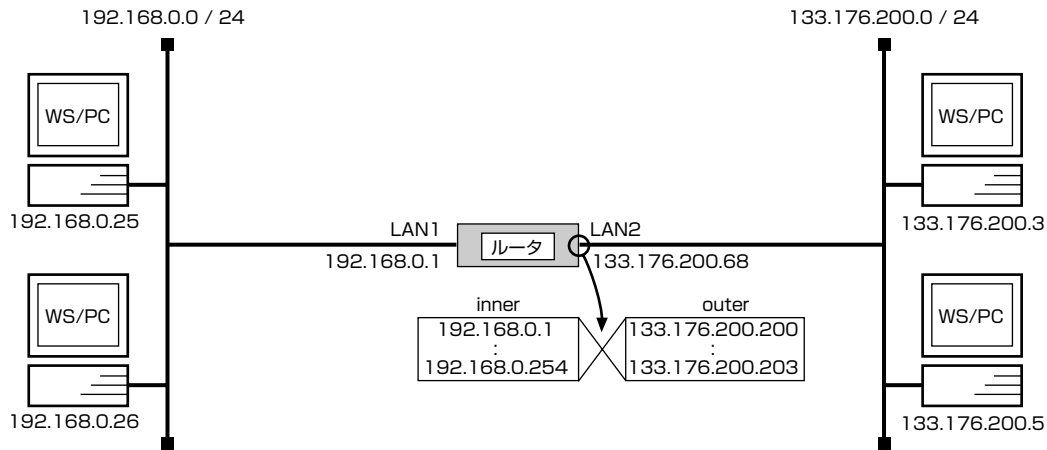 192.168.0.0 / 24
133.176.200.0 / 24
WS/PC
WS/PC
192.168.0.25
133.176.200.3
LAN1
ルータ
LAN2
192.168.0.1
133.176.200.68
inner
outer
WS/PC
WS/PC
192.168.0.1
:
192.168.0.254
133.176.200.200
:
133.176.200.203
192.168.0.26
133.176.200.5